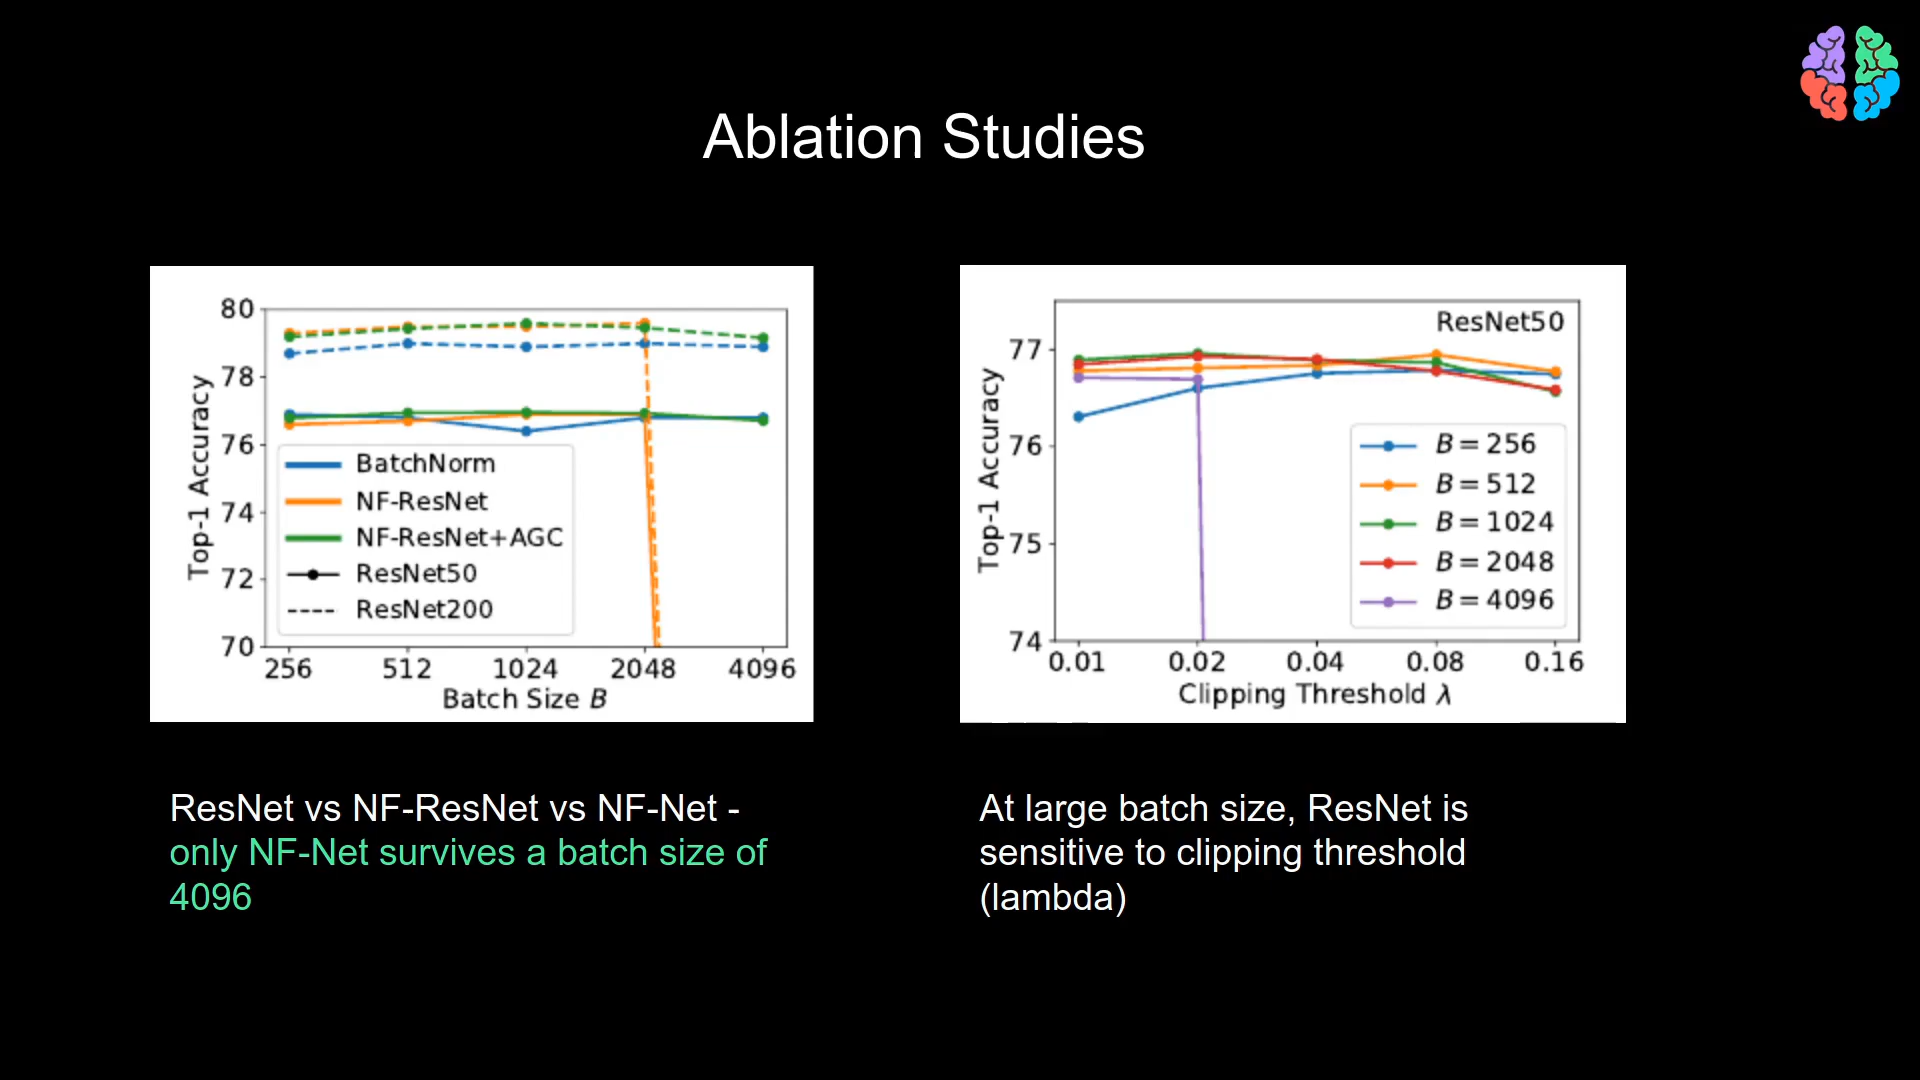 Ablation Studies
80
78
76
74
72
70
Top-1 Accuracy
BatchNorm
NF-ResNet
NF-ResNet+AGC
ResNet50
ResNet200
256 512 1024 2048 4096
Batch Size B
ResNet50
77
76
75
74
Top-1 Accuracy
B = 256
B = 512
B = 1024
B = 2048
B = 4096
0.01 0.02 0.04 0.08 0.16
Clipping Threshold λ
ResNet vs NF-ResNet vs NF-Net -
only NF-Net survives a batch size of
4096
At large batch size, ResNet is
sensitive to clipping threshold
(lambda)